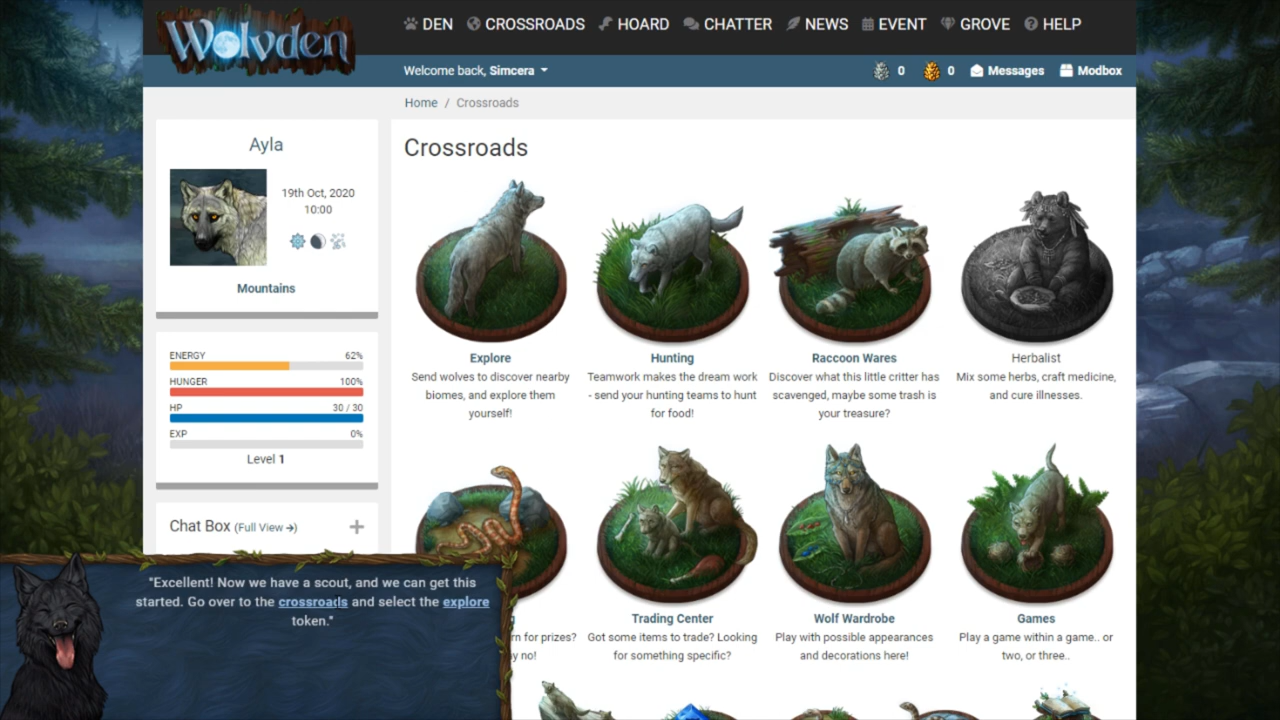 Wolvden
DEN
CROSSROADS
HOARD
CHATTER
NEWS
EVENT
GROVE
HELP
Welcome back, Simcera
0
0
Messages
Modbox
Home / Crossroads
Ayla
19th Oct, 2020
10:00
Mountains
ENERGY 62%
HUNGER 100%
HP 30 / 30
EXP 0%
Level 1
Chat Box (Full View →)
Crossroads
Explore
Send wolves to discover nearby
biomes, and explore them
yourself!
Hunting
Teamwork makes the dream work
- send your hunting teams to hunt
for food!
Raccoon Wares
Discover what this little critter has
scavenged, maybe some trash is
your treasure?
Herbalist
Mix some herbs, craft medicine,
and cure illnesses.
g
rn for prizes?
y no!
Trading Center
Got some items to trade? Looking
for something specific?
Wolf Wardrobe
Play with possible appearances
and decorations here!
Games
Play a game within a game.. or
two, or three..
"Excellent! Now we have a scout, and we can get this
started. Go over to the crossroads and select the explore
token."